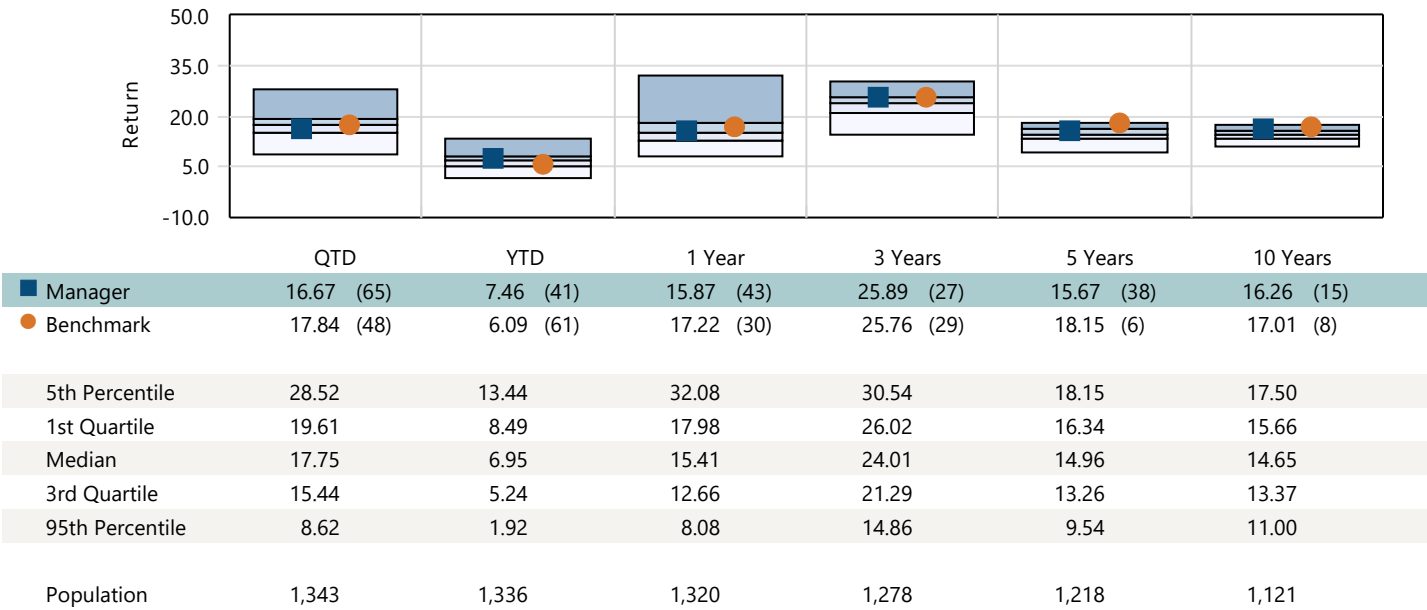 50.0
35.0
20.0
5.0
-10.0
Return
QTD YTD 1 Year 3 Years 5 Years 10 Years
Manager 16.67 (65) 7.46 (41) 15.87 (43) 25.89 (27) 15.67 (38) 16.26 (15)
Benchmark 17.84 (48) 6.09 (61) 17.22 (30) 25.76 (29) 18.15 (6) 17.01 (8)
5th Percentile 28.52 13.44 32.08 30.54 18.15 17.50
1st Quartile 19.61 8.49 17.98 26.02 16.34 15.66
Median 17.75 6.95 15.41 24.01 14.96 14.65
3rd Quartile 15.44 5.24 12.66 21.29 13.26 13.37
95th Percentile 8.62 1.92 8.08 14.86 9.54 11.00
Population 1,343 1,336 1,320 1,278 1,218 1,121